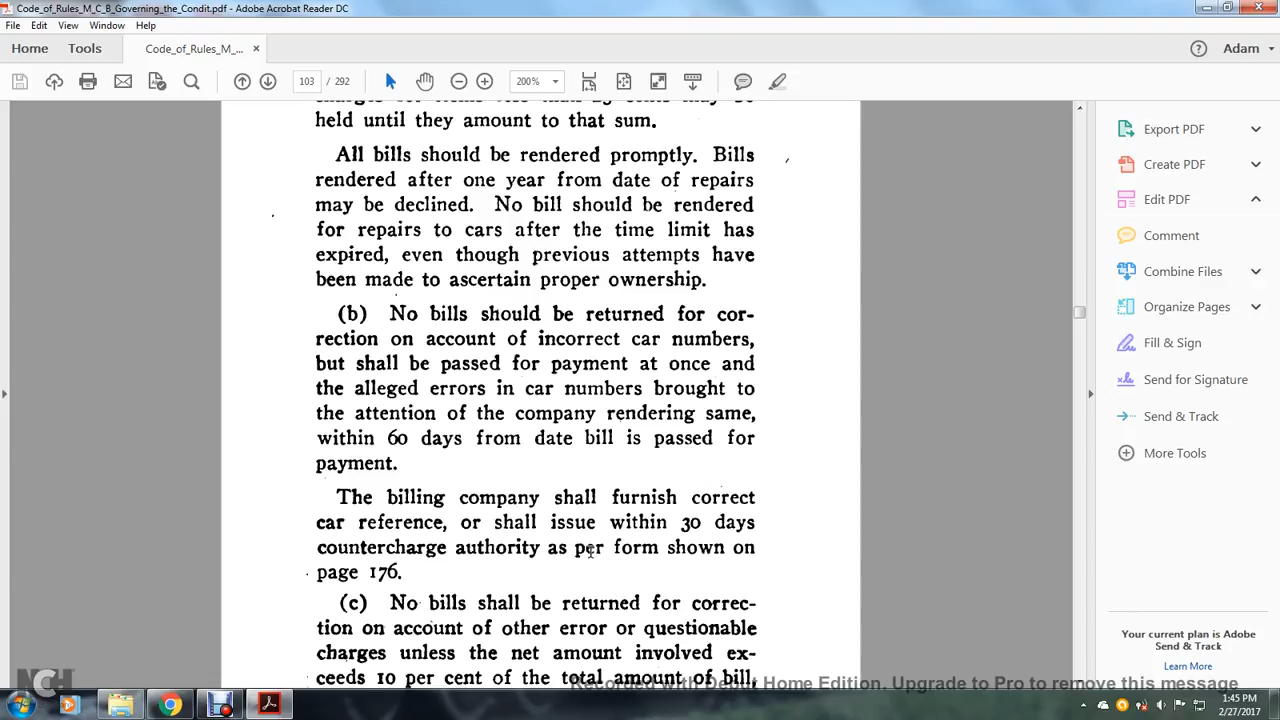 Code_of_Rules_M_C_B_Governing_the_Condit.pdf - Adobe Acrobat Reader DC
File Edit View Window Help
Home Tools Code_of_Rules_M_... × Adam
103 / 292 200%
held until they amount to that sum.
All bills should be rendered promptly. Bills
rendered after one year from date of repairs
may be declined. No bill should be rendered
for repairs to cars after the time limit has
expired, even though previous attempts have
been made to ascertain proper ownership.
(b) No bills should be returned for cor-
rection on account of incorrect car numbers,
but shall be passed for payment at once and
the alleged errors in car numbers brought to
the attention of the company rendering same,
within 60 days from date bill is passed for
payment.
The billing company shall furnish correct
car reference, or shall issue within 30 days
countercharge authority as per form shown on
page 176.
(c) No bills shall be returned for correc-
tion on account of other error or questionable
charges unless the net amount involved ex-
ceeds 10 per cent of the total amount of bill,
Export PDF
Create PDF
Edit PDF
Comment
Combine Files
Organize Pages
Fill & Sign
Send for Signature
Send & Track
More Tools
Your current plan is Adobe
Send & Track
Learn More
NCH
Recorded with Debut Home Edition. Upgrade to Pro to remove this message
1:45 PM
2/27/2017